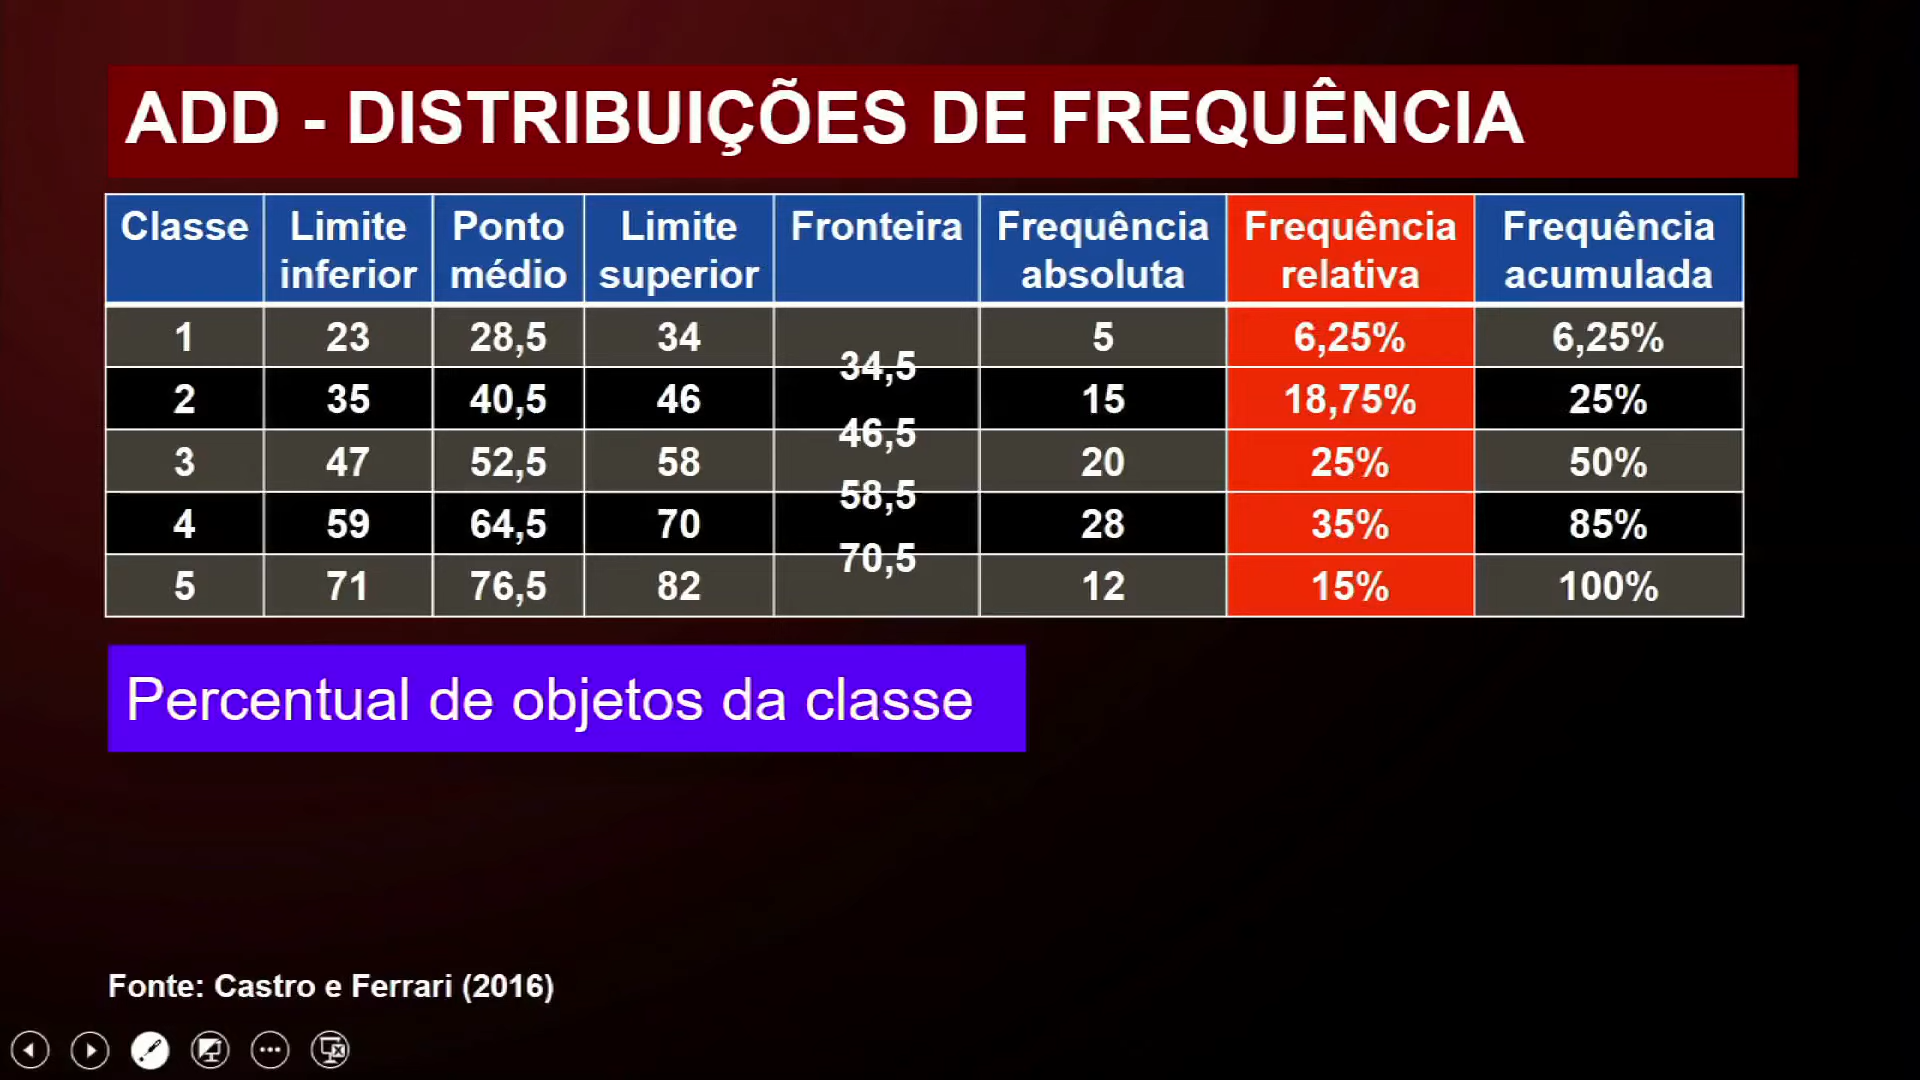 ADD - DISTRIBUIÇÕES DE FREQUÊNCIA
Classe Limite inferior Ponto médio Limite superior Fronteira Frequência absoluta Frequência relativa Frequência acumulada
1 23 28,5 34 5 6,25% 6,25%
34,5
2 35 40,5 46 15 18,75% 25%
46,5
3 47 52,5 58 20 25% 50%
58,5
4 59 64,5 70 28 35% 85%
70,5
5 71 76,5 82 12 15% 100%
Percentual de objetos da classe
Fonte: Castro e Ferrari (2016)